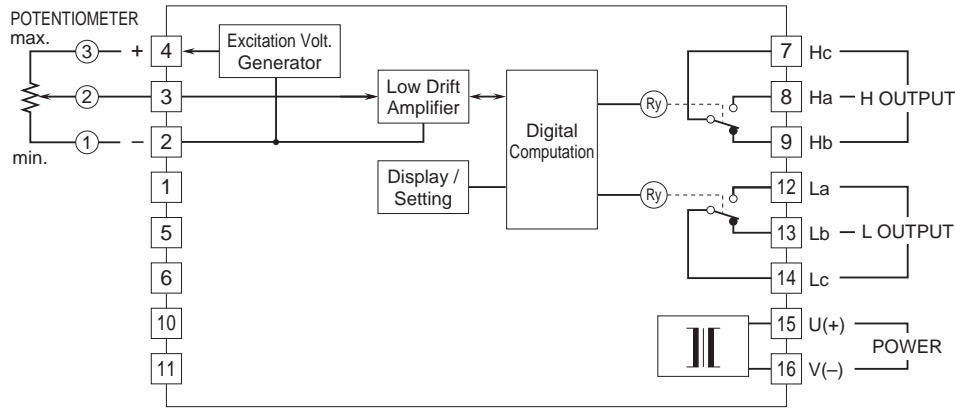 POTENTIOMETER
max.
3
+
4
Excitation Volt.
Generator
2
3
Low Drift
Amplifier
1
–
2
min.
Display /
Setting
Digital
Computation
1
5
6
10
11
Ry
Ry
7 Hc
8 Ha H OUTPUT
9 Hb
12 La
13 Lb L OUTPUT
14 Lc
15 U(+)
POWER
16 V(–)